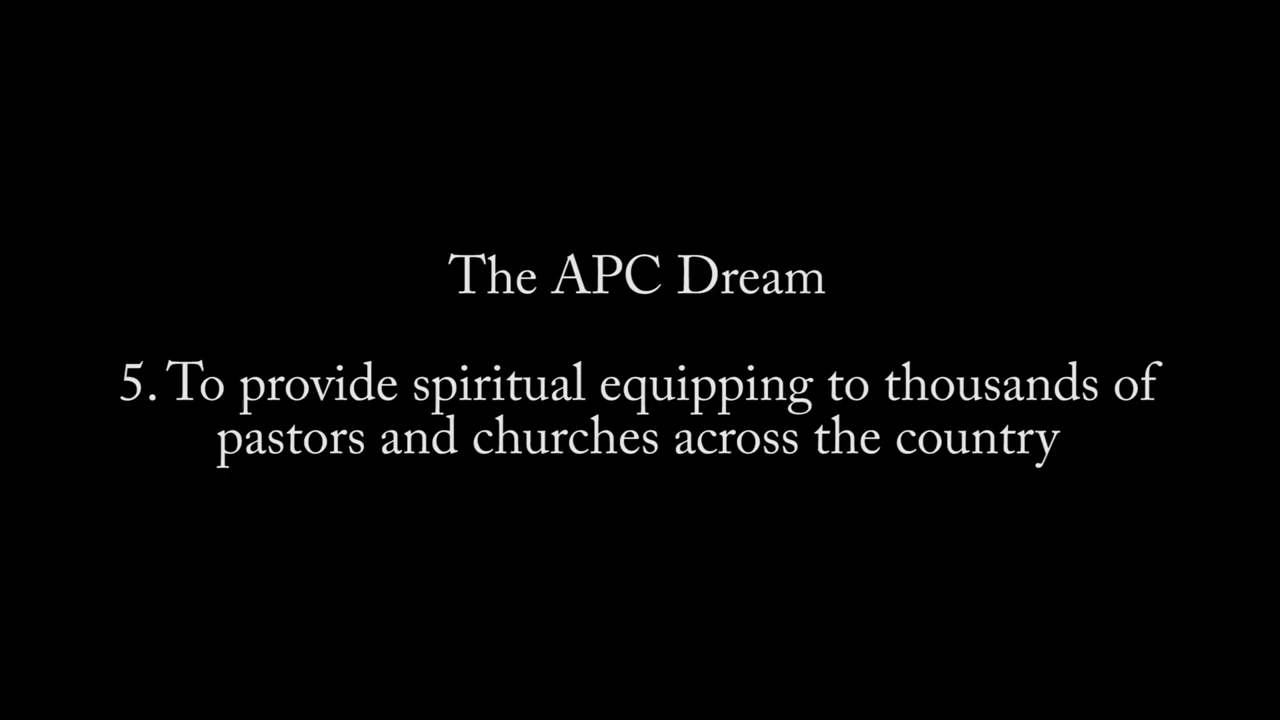 The APC Dream
5. To provide spiritual equipping to thousands of
pastors and churches across the country